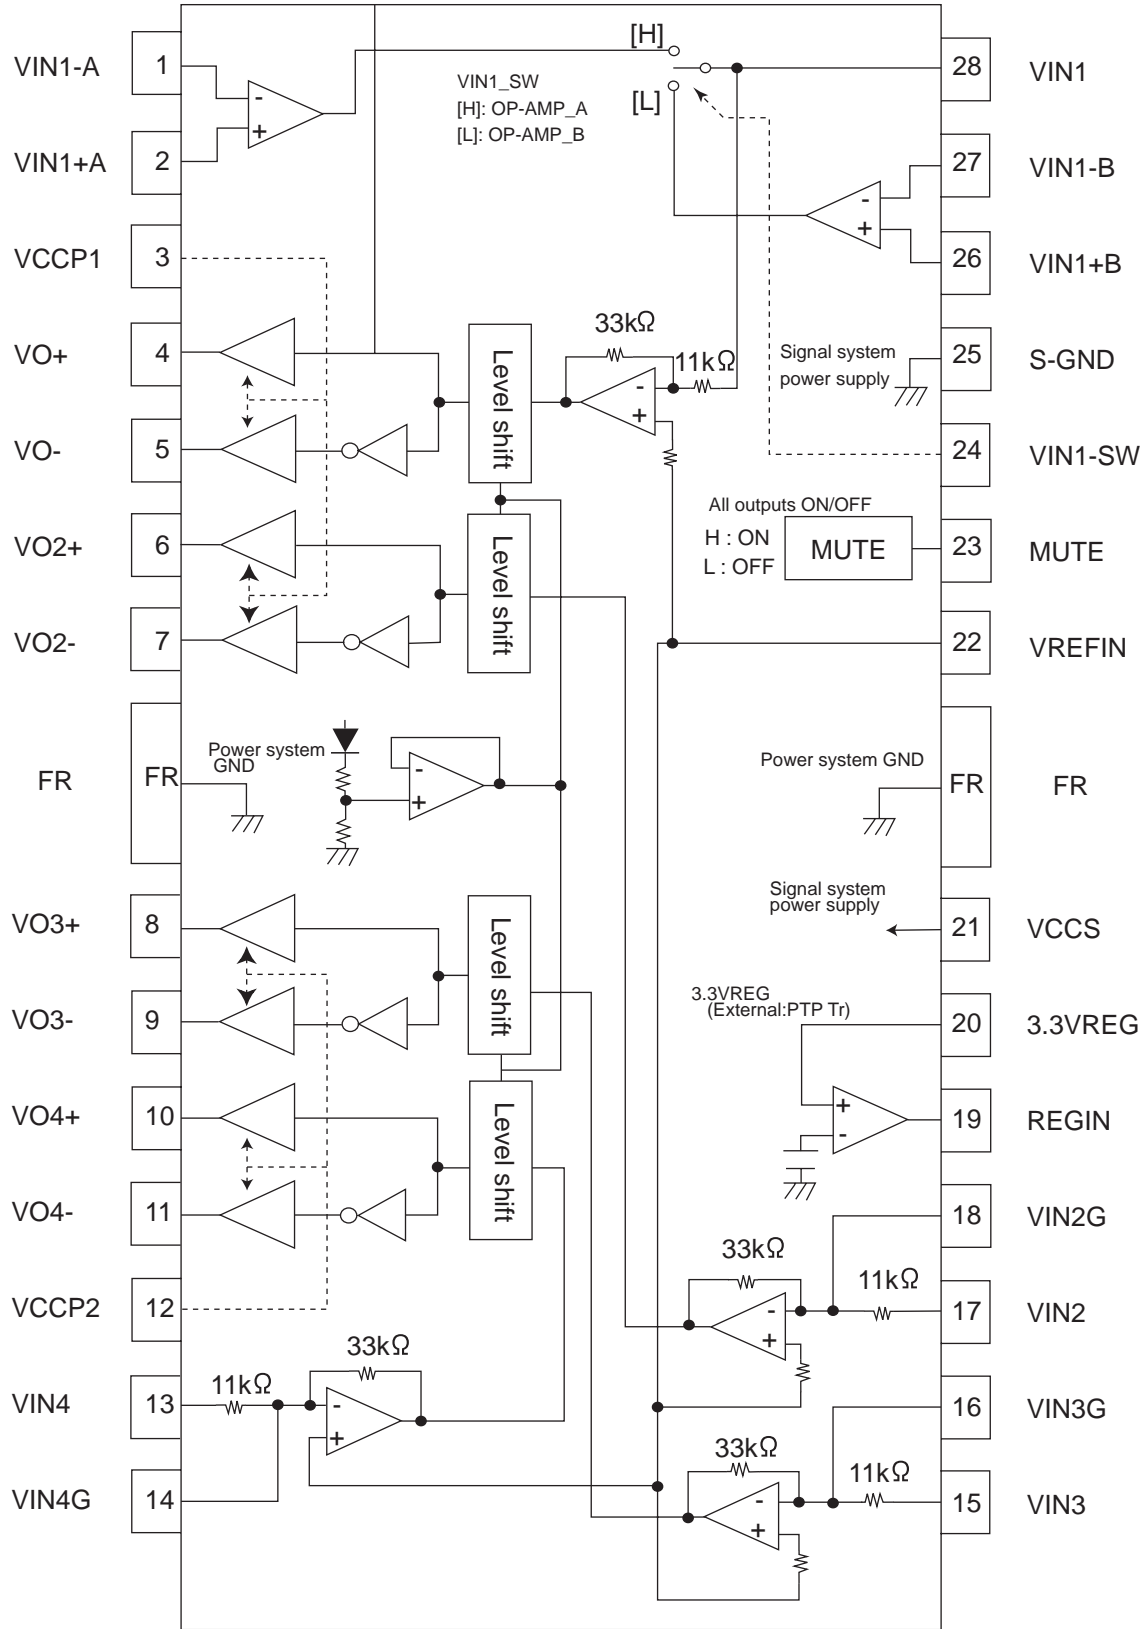 VIN1-A
1
VIN1+A
2
VCCP1
3
VO+
4
VO-
5
VO2+
6
VO2-
7
FR
FR
VO3+
8
VO3-
9
VO4+
10
VO4-
11
VCCP2
12
VIN4
13
VIN4G
14
-
+
VIN1_SW
[H]: OP-AMP_A
[L]: OP-AMP_B
[H]
[L]
-
+
33kΩ
11kΩ
-
+
Level shift
Level shift
Signal system
power supply
All outputs ON/OFF
H : ON
L : OFF
MUTE
Power system
GND
-
+
Power system GND
Signal system
power supply
Level shift
Level shift
3.3VREG
(External:PTP Tr)
+
-
33kΩ
11kΩ
-
+
33kΩ
11kΩ
-
+
33kΩ
11kΩ
-
+
28
VIN1
27
VIN1-B
26
VIN1+B
25
S-GND
24
VIN1-SW
23
MUTE
22
VREFIN
FR
FR
21
VCCS
20
3.3VREG
19
REGIN
18
VIN2G
17
VIN2
16
VIN3G
15
VIN3